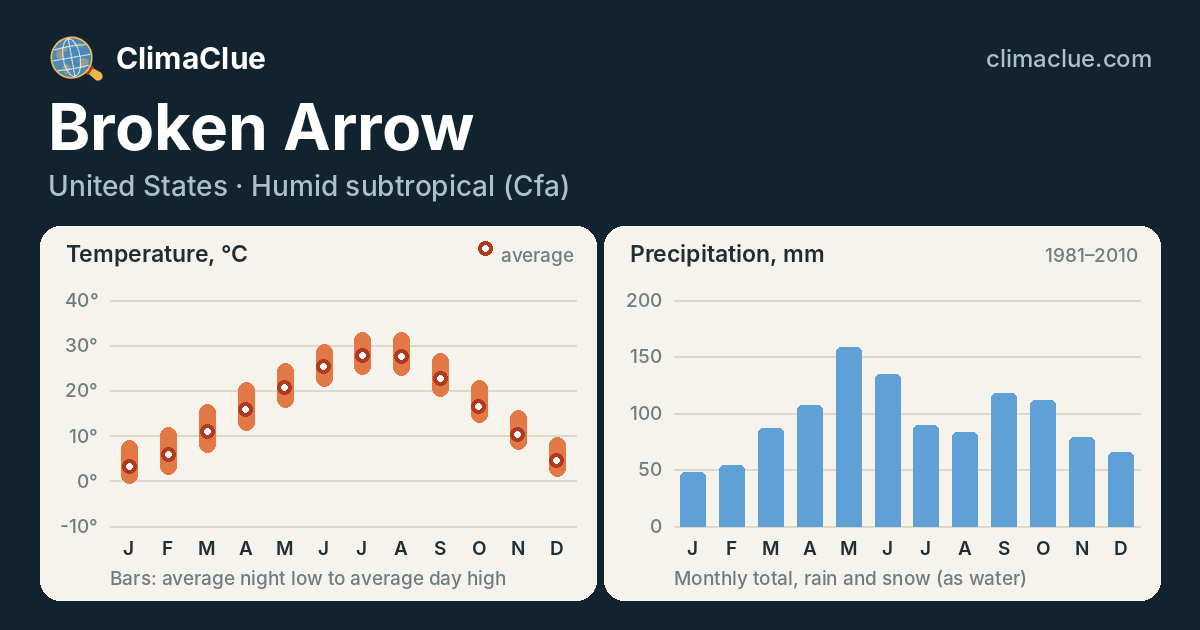 ClimaClue
climaclue.com
Broken Arrow
United States · Humid subtropical (Cfa)
Temperature, °C
average
40°
30°
20°
10°
0°
-10°
J F M A M J J A S O N D
Bars: average night low to average day high
Precipitation, mm
1981–2010
200
150
100
50
0
J F M A M J J A S O N D
Monthly total, rain and snow (as water)